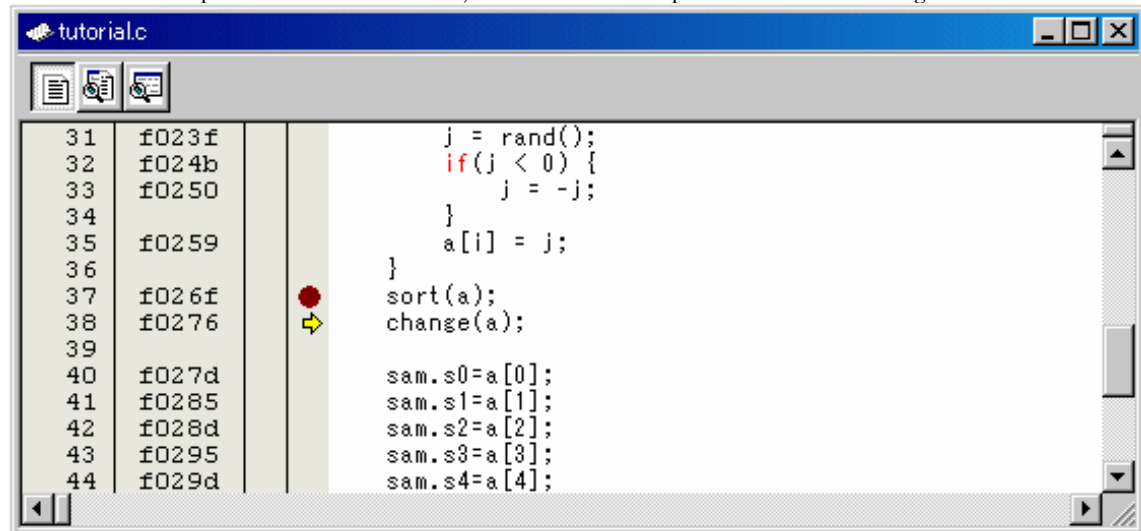 tutorial.c
31 f023f j = rand();
32 f024b if(j < 0) {
33 f0250 j = -j;
34 }
35 f0259 a[i] = j;
36 }
37 f026f sort(a);
38 f0276 change(a);
39
40 f027d sam.s0=a[0];
41 f0285 sam.s1=a[1];
42 f028d sam.s2=a[2];
43 f0295 sam.s3=a[3];
44 f029d sam.s4=a[4];